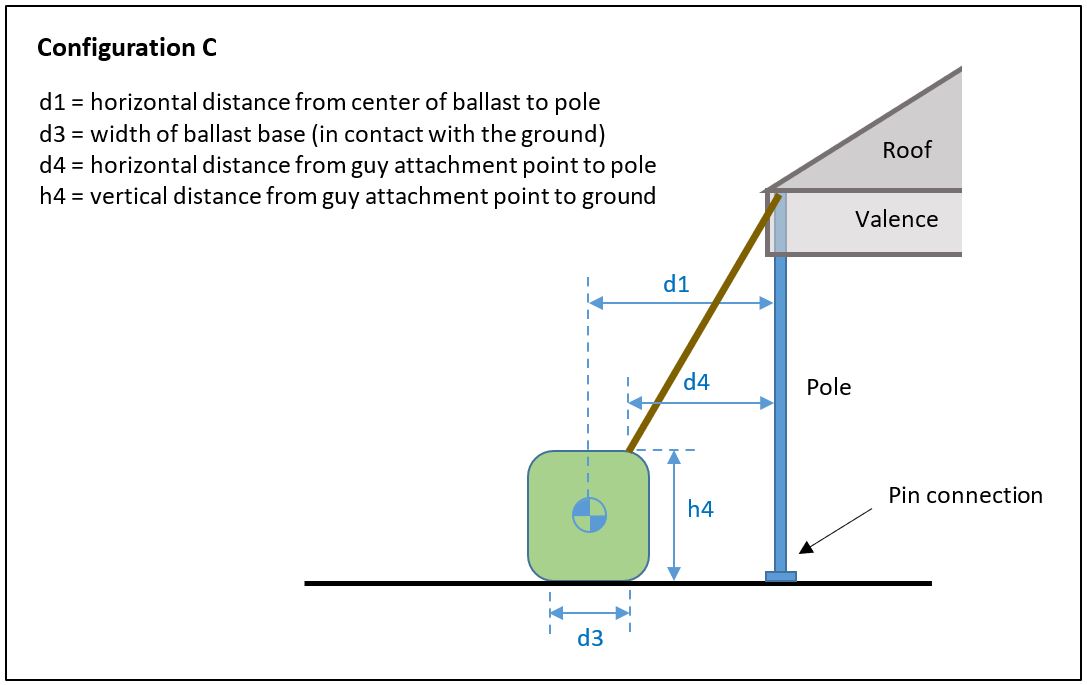 Configuration C
d1 = horizontal distance from center of ballast to pole
d3 = width of ballast base (in contact with the ground)
d4 = horizontal distance from guy attachment point to pole
h4 = vertical distance from guy attachment point to ground
Roof
Valence
d1
d4
Pole
Pin connection
h4
d3